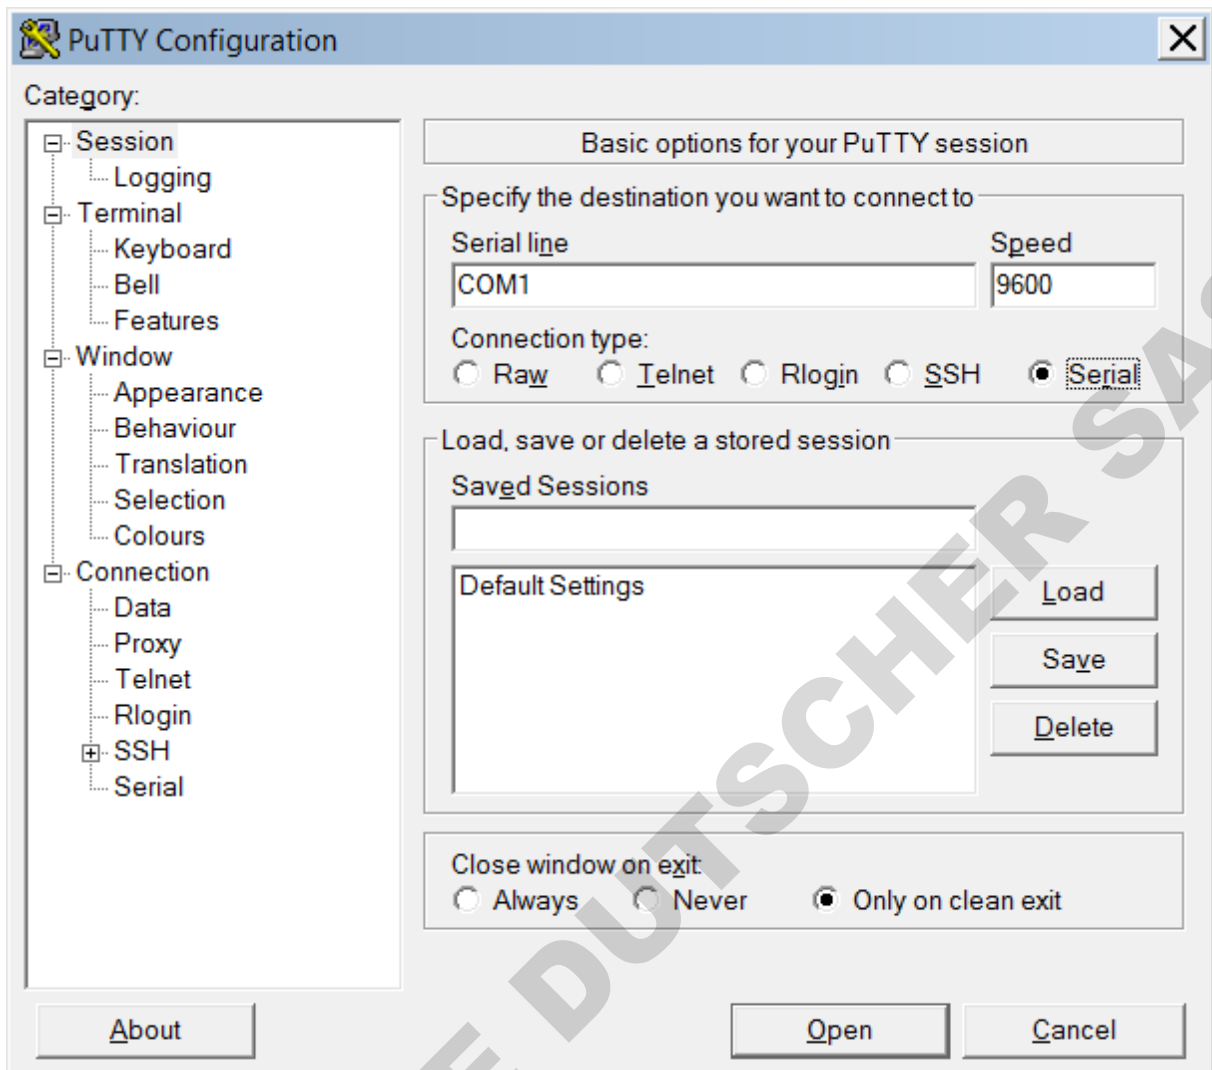 PuTTY Configuration
Category:
Session
Logging
Terminal
Keyboard
Bell
Features
Window
Appearance
Behaviour
Translation
Selection
Colours
Connection
Data
Proxy
Telnet
Rlogin
SSH
Serial
Basic options for your PuTTY session
Specify the destination you want to connect to
Serial line Speed
COM1 9600
Connection type:
Raw Telnet Rlogin SSH Serial
Load, save or delete a stored session
Saved Sessions
Default Settings
Load
Save
Delete
Close window on exit:
Always Never Only on clean exit
About Open Cancel
DUTSCHER